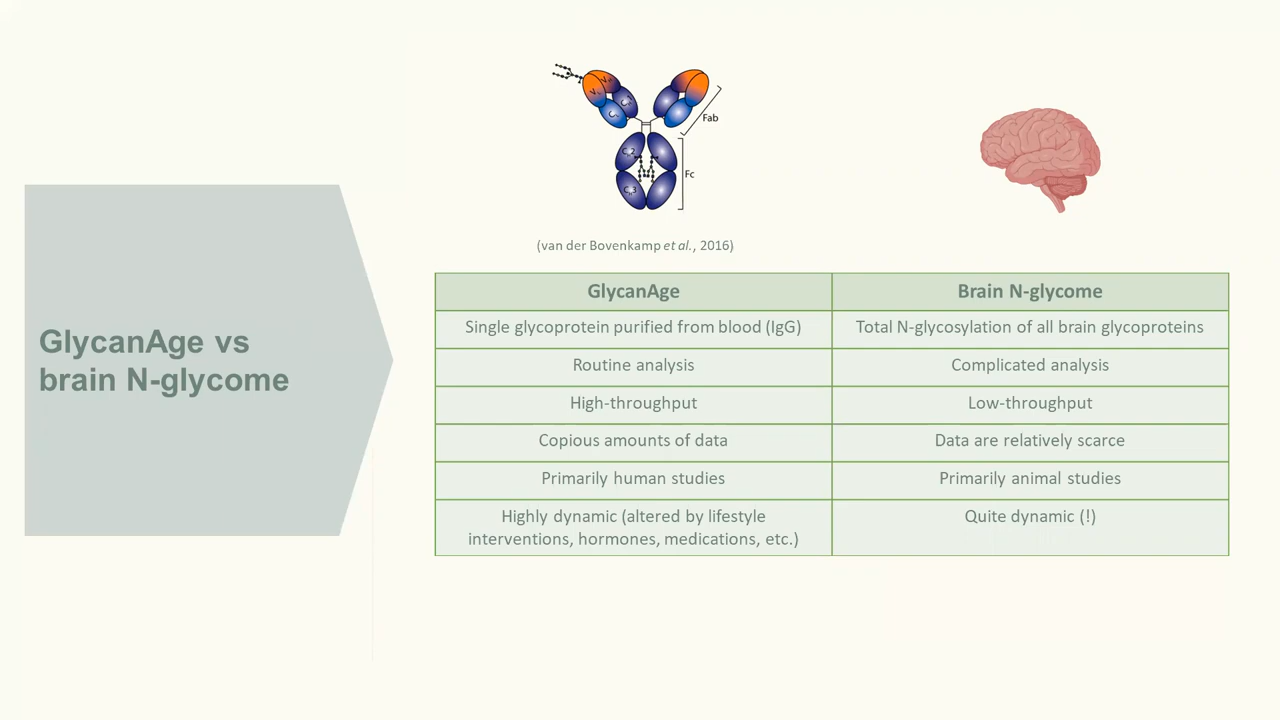 GlycanAge vs
brain N-glycome
Fab
Fc
(van der Bovenkamp et al., 2016)
GlycanAge
Brain N-glycome
Single glycoprotein purified from blood (IgG)
Total N-glycosylation of all brain glycoproteins
Routine analysis
Complicated analysis
High-throughput
Low-throughput
Copious amounts of data
Data are relatively scarce
Primarily human studies
Primarily animal studies
Highly dynamic (altered by lifestyle
interventions, hormones, medications, etc.)
Quite dynamic (!)